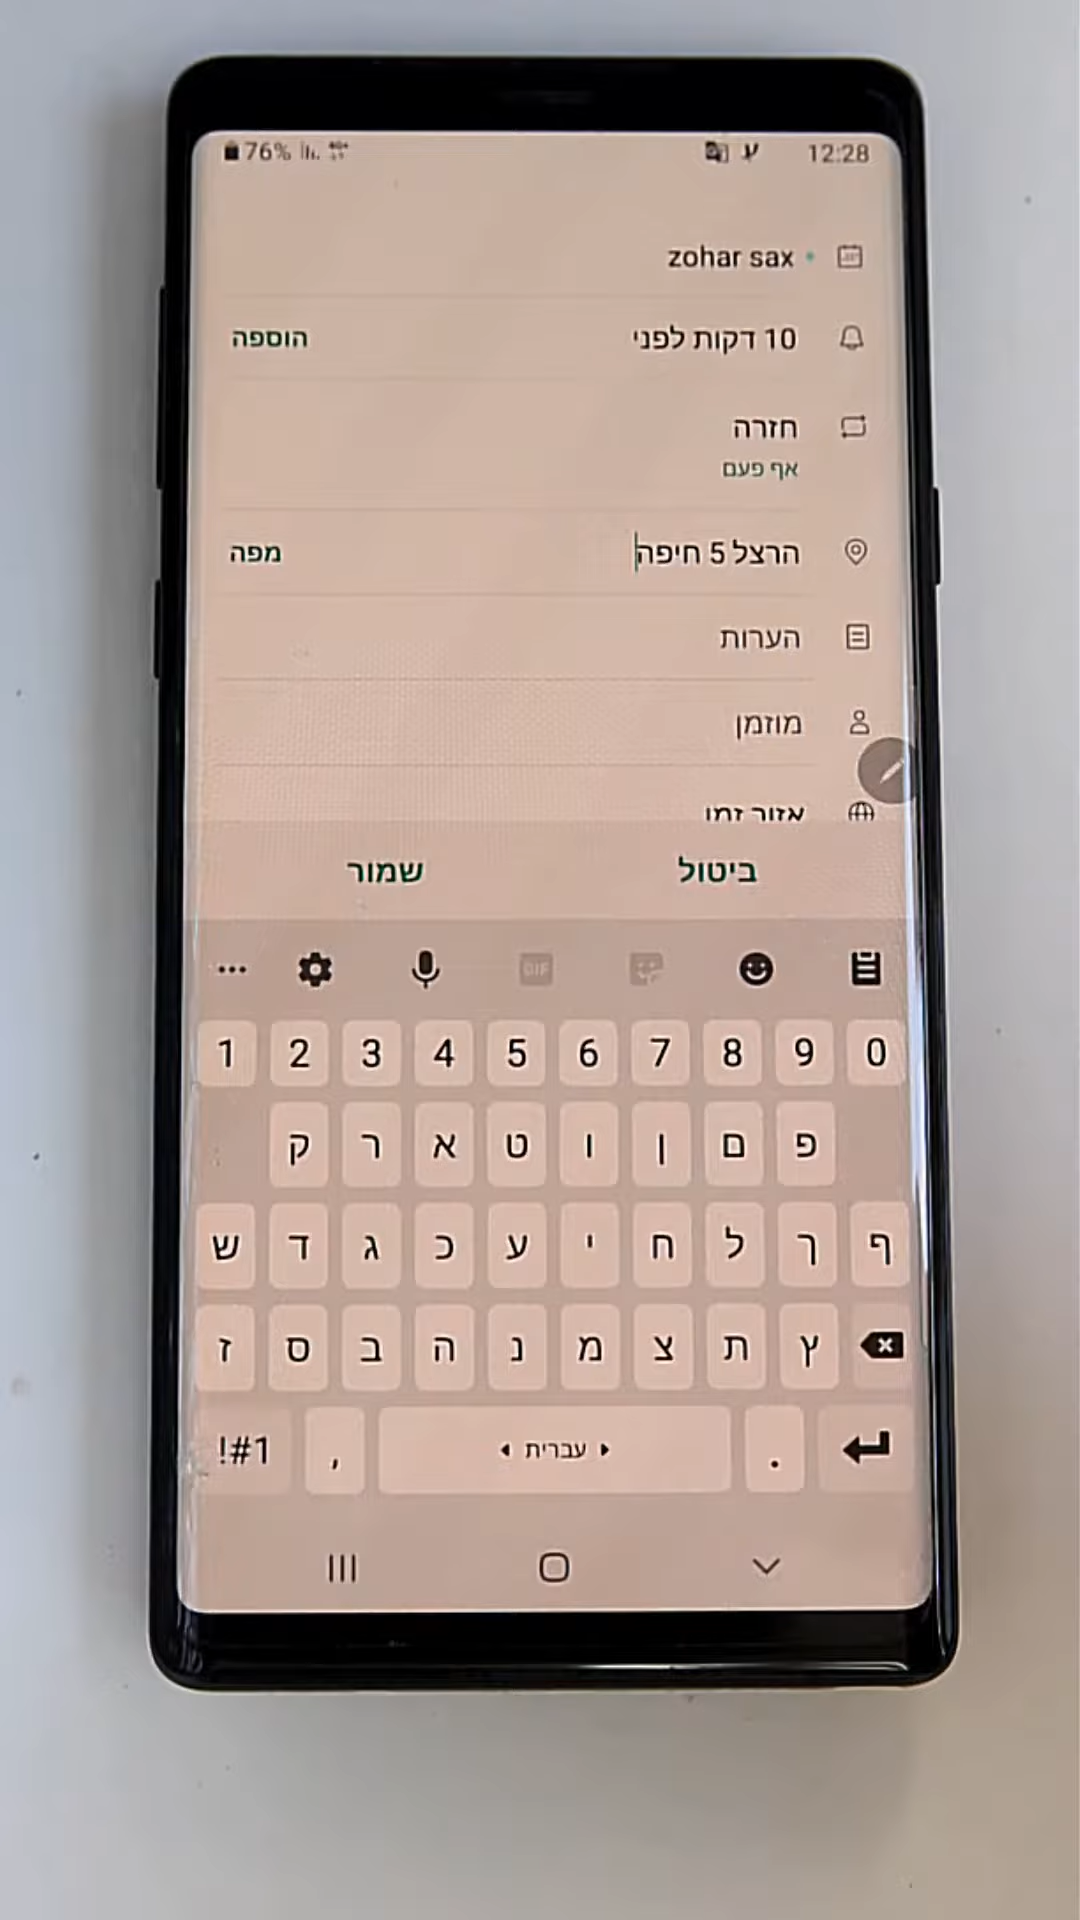 76% 12:28
zohar sax
10 דקות לפני הוספה
חזרה
אף פעם
הרצל 5 חיפה מפה
הערות
מוזמן
אזור זמן
ביטול שמור
GIF
1 2 3 4 5 6 7 8 9 0
ק ר א ט ו ן ם פ
ש ד ג כ ע י ח ל ך ף
ז ס ב ה נ מ צ ת ץ
!#1 , עברית .